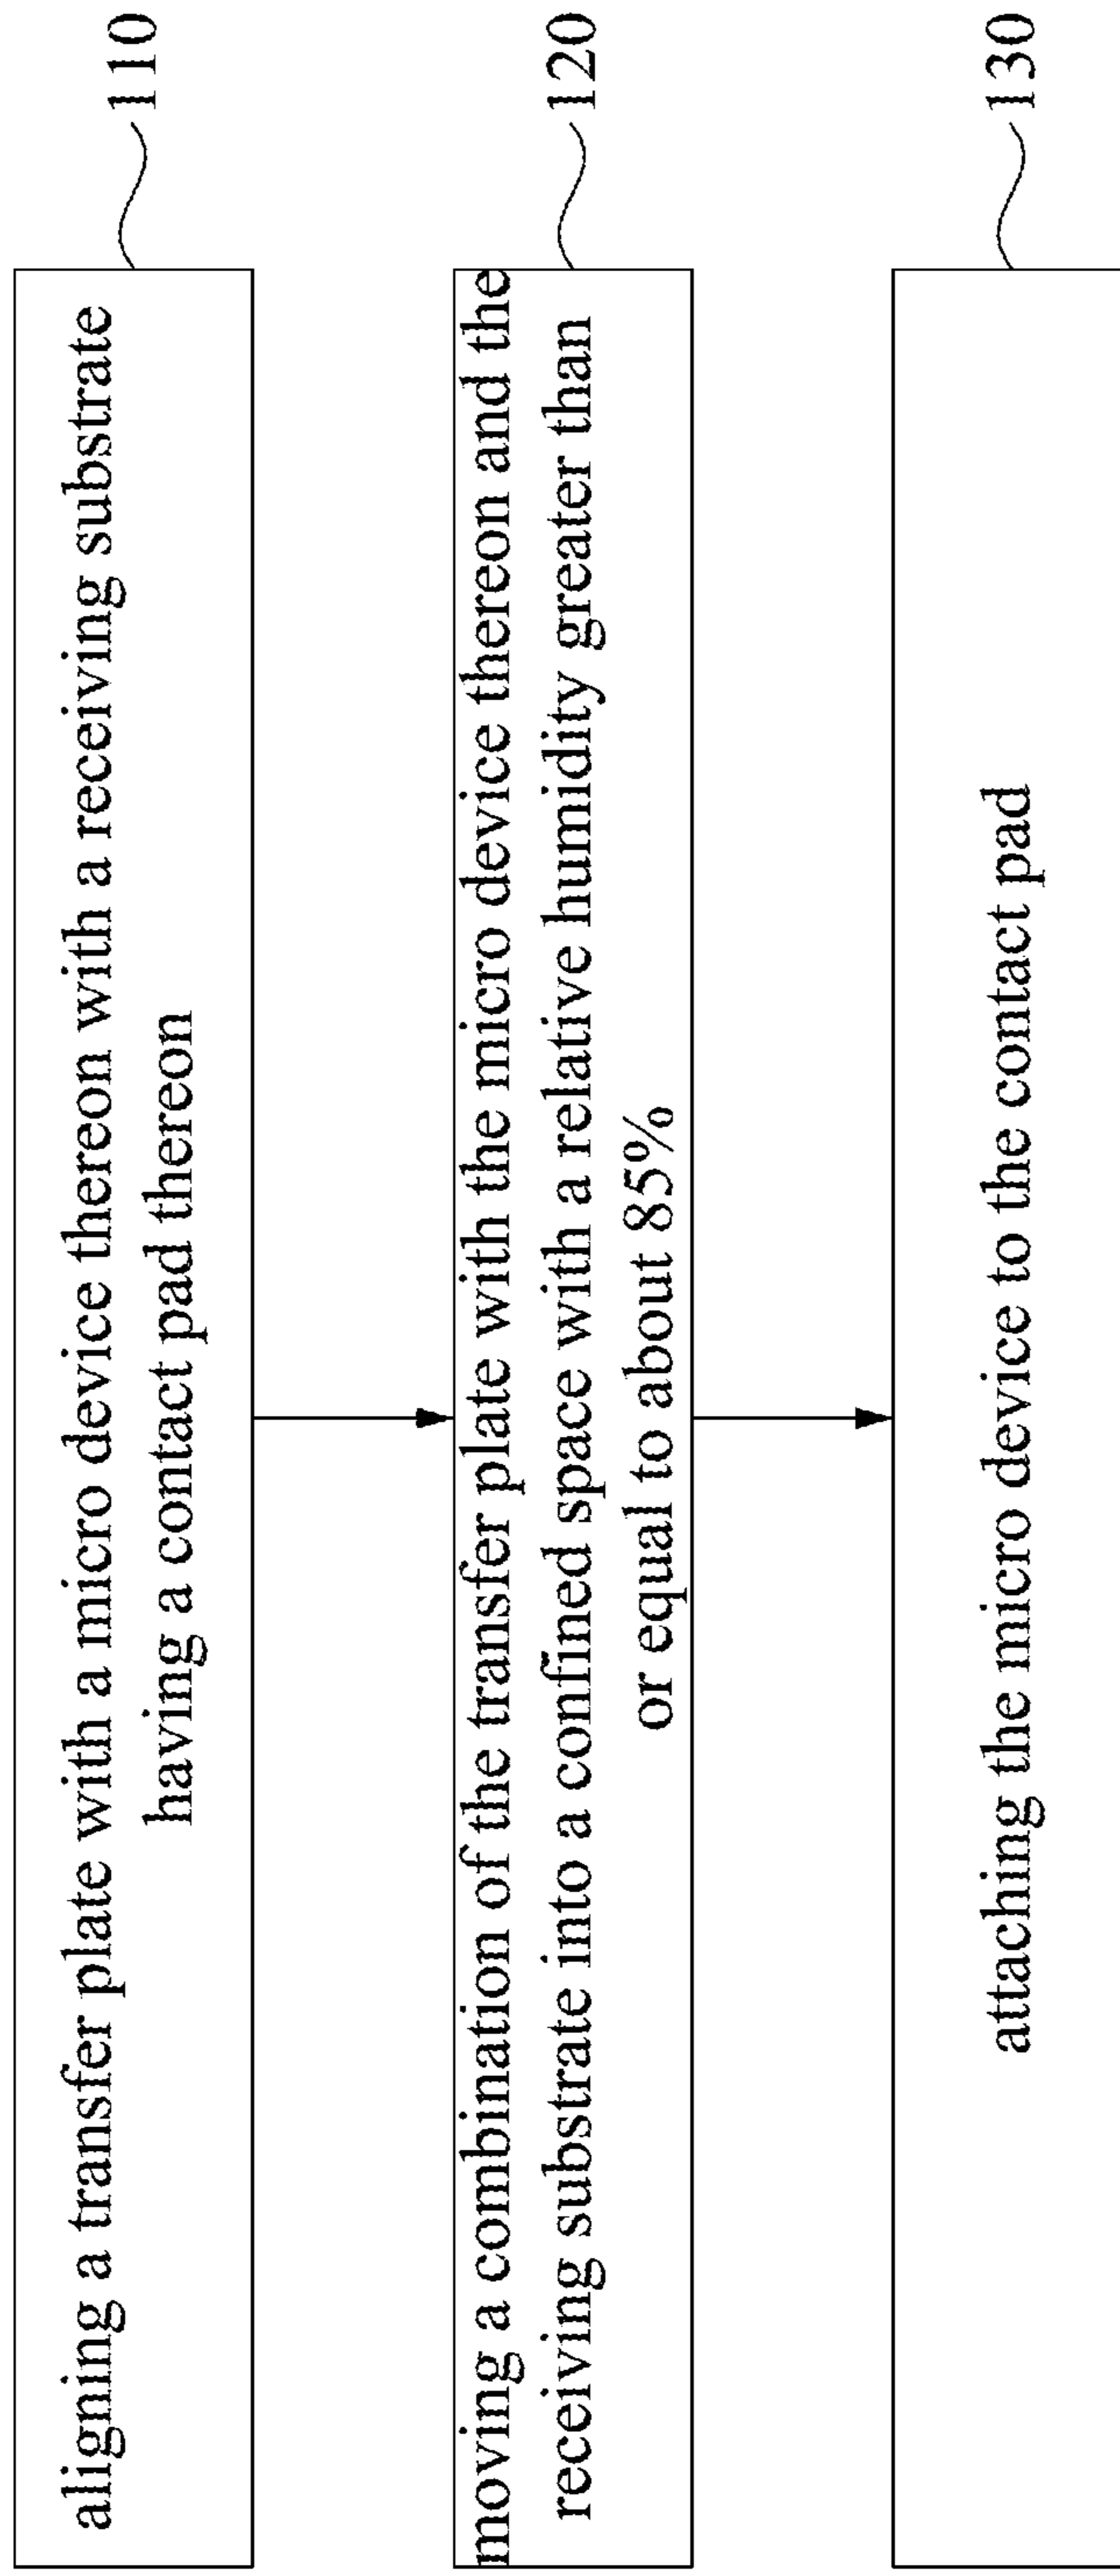 aligning a transfer plate with a micro device thereon with a receiving substrate
having a contact pad thereon
110
moving a combination of the transfer plate with the micro device thereon and the
receiving substrate into a confined space with a relative humidity greater than
or equal to about 85%
120
attaching the micro device to the contact pad
130